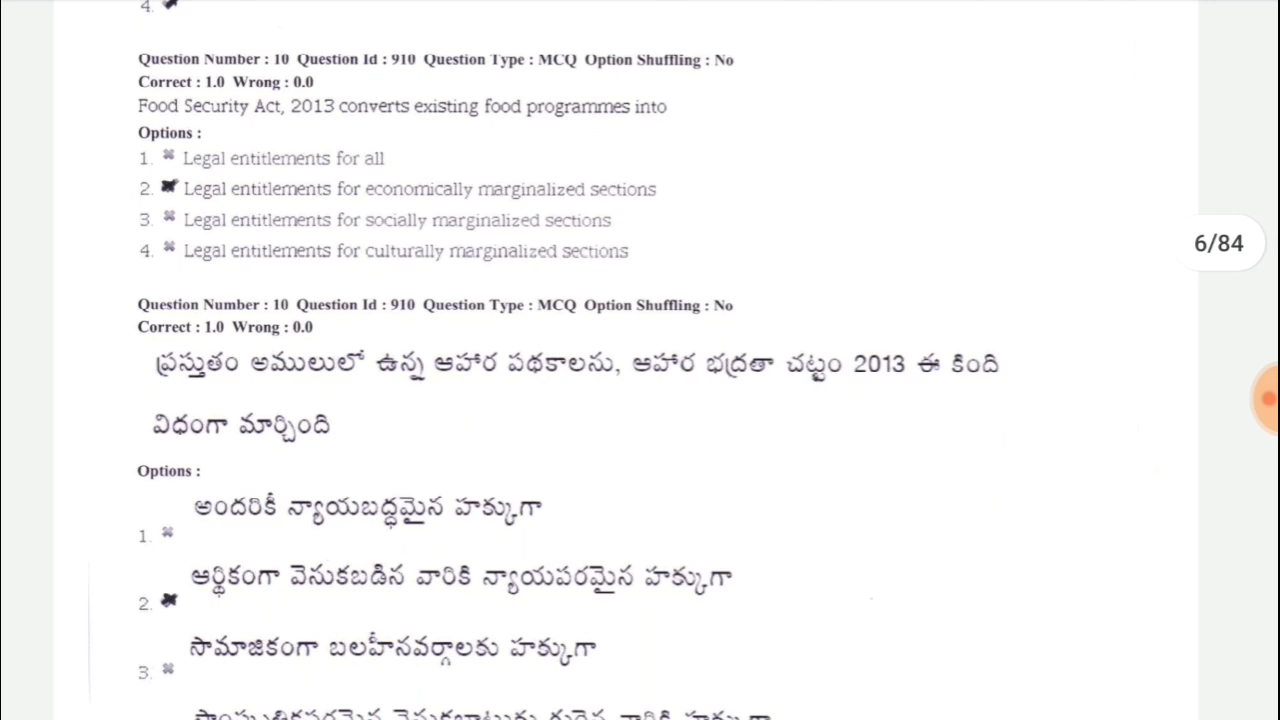 4.
Question Number : 10 Question Id : 910 Question Type : MCQ Option Shuffling : No
Correct : 1.0 Wrong : 0.0
Food Security Act, 2013 converts existing food programmes into
Options :
1. Legal entitlements for all
2. Legal entitlements for economically marginalized sections
3. Legal entitlements for socially marginalized sections
4. Legal entitlements for culturally marginalized sections
6/84
Question Number : 10 Question Id : 910 Question Type : MCQ Option Shuffling : No
Correct : 1.0 Wrong : 0.0
ప్రస్తుతం అములులో ఉన్న ఆహార పథకాలను, ఆహార భద్రతా చట్టం 2013 ఈ కింది
విధంగా మార్చింది
Options :
అందరికీ న్యాయబద్ధమైన హక్కుగా
1.
ఆర్థికంగా వెనుకబడిన వారికి న్యాయపరమైన హక్కుగా
2.
సామాజికంగా బలహీనవర్గాలకు హక్కుగా
3.